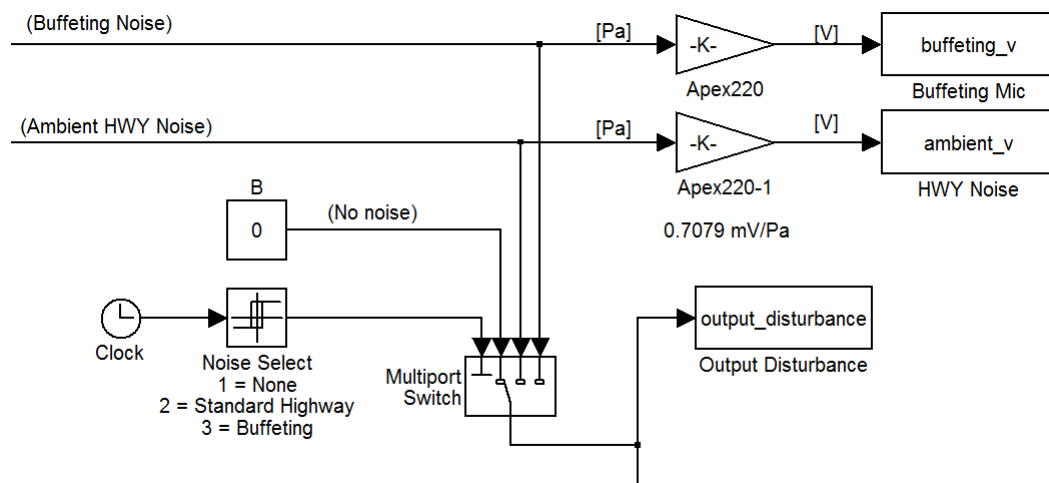 (Buffeting Noise)
[Pa]
-K-
Apex220
[V]
buffeting_v
Buffeting Mic
(Ambient HWY Noise)
[Pa]
-K-
Apex220-1
0.7079 mV/Pa
[V]
ambient_v
HWY Noise
B
0
(No noise)
Clock
Noise Select
1 = None
2 = Standard Highway
3 = Buffeting
Multiport
Switch
output_disturbance
Output Disturbance